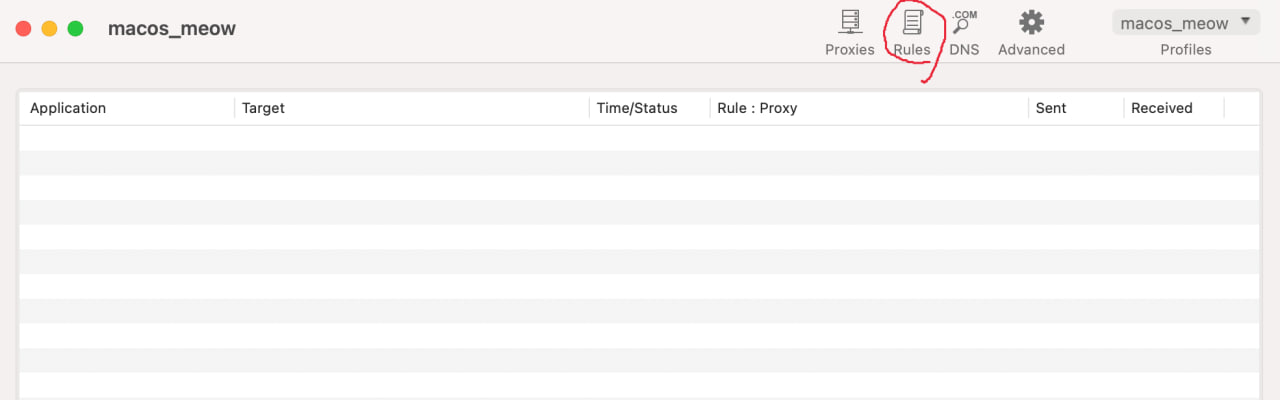 macos_meow
.COM
macos_meow
Proxies
Rules
DNS
Advanced
Profiles
Application
Target
Time/Status
Rule : Proxy
Sent
Received